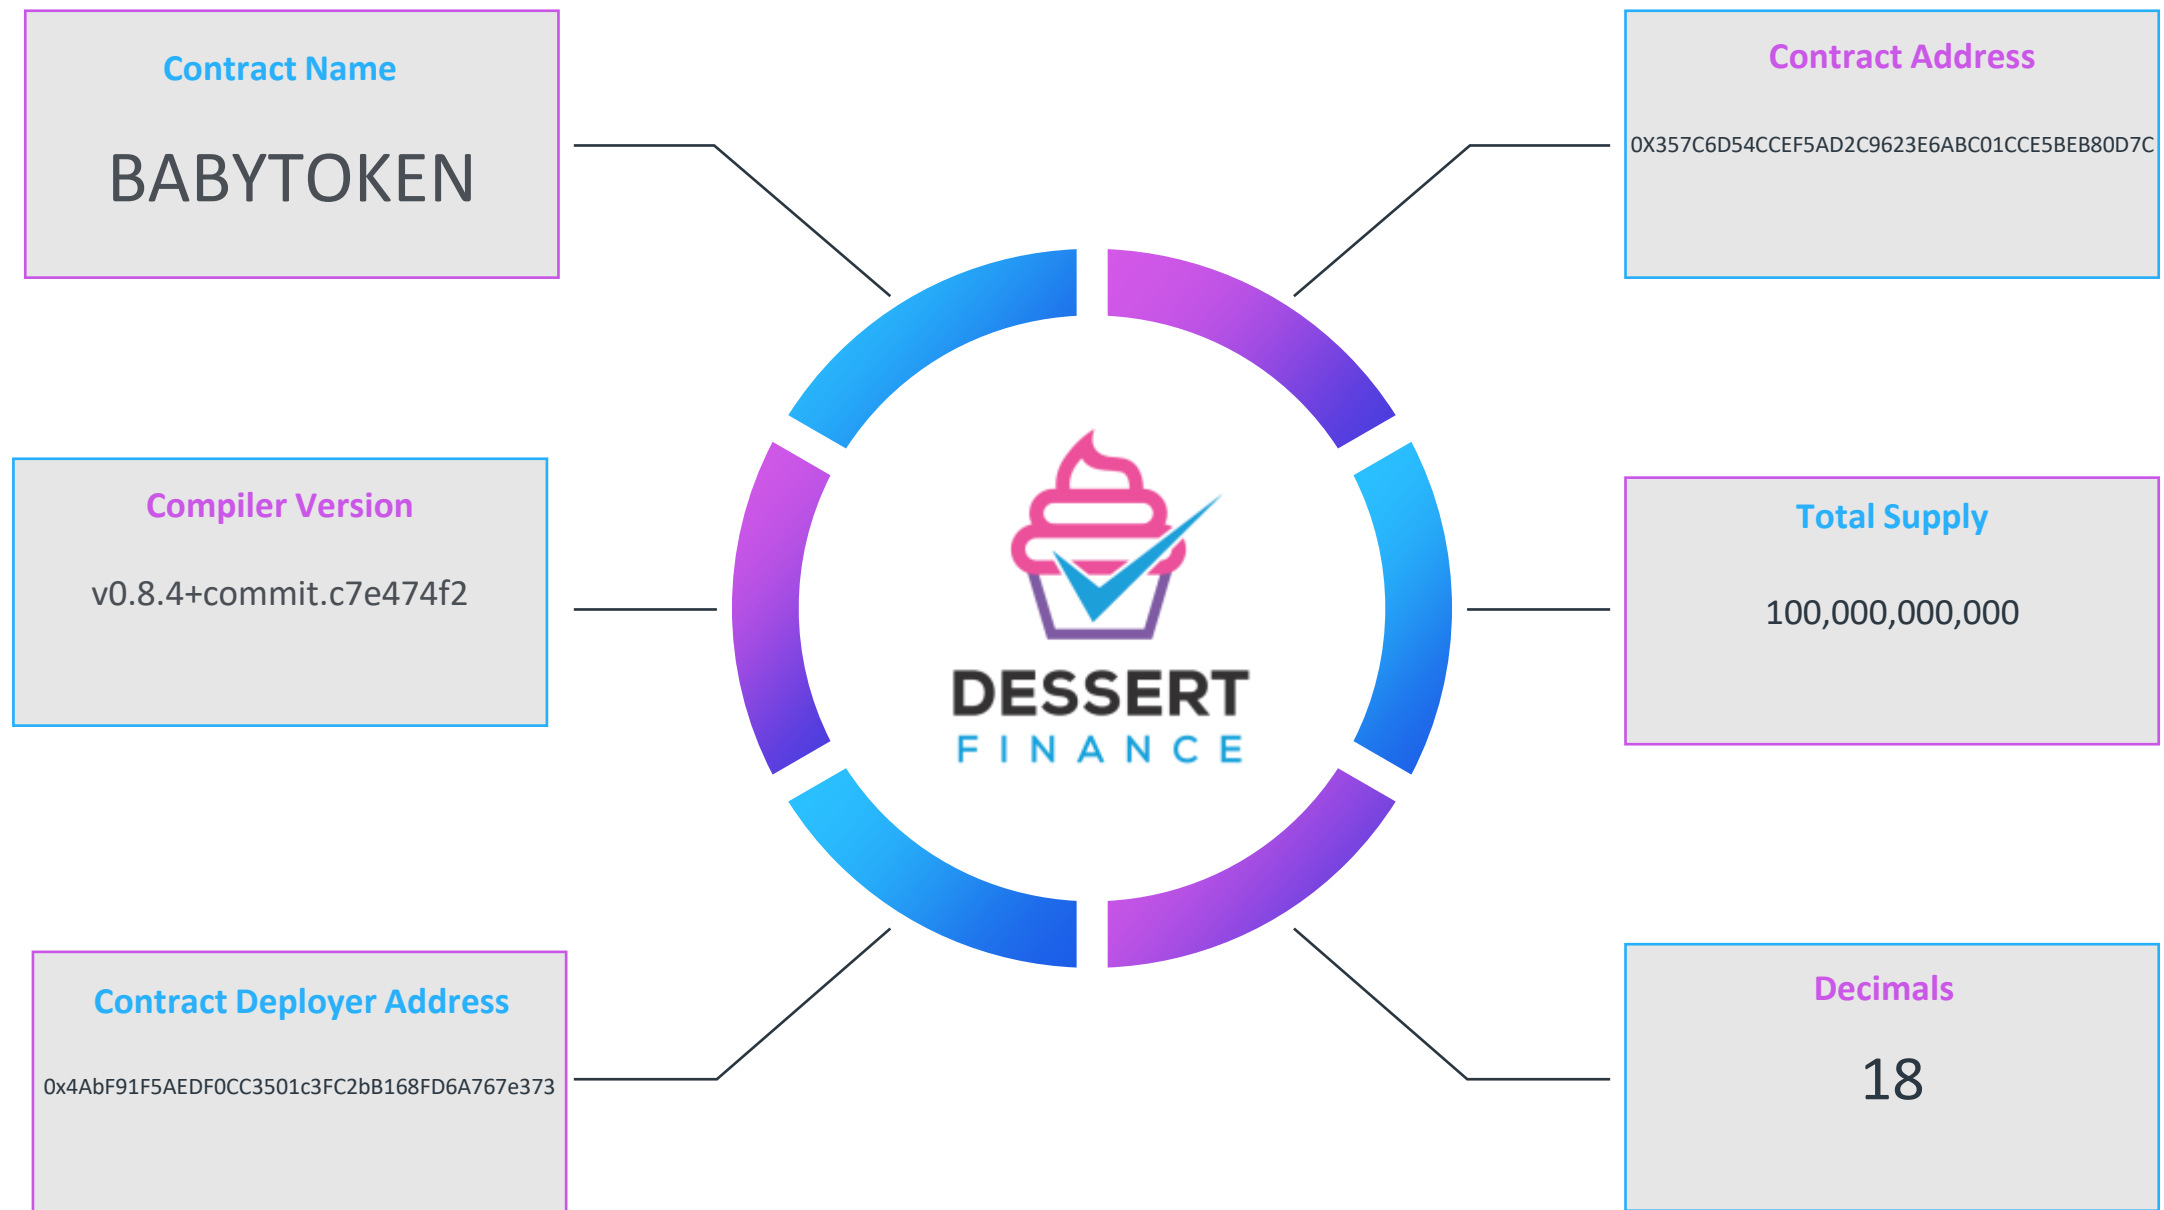 Contract Name
BABYTOKEN
Contract Address
0X357C6D54CCEF5AD2C9623E6ABC01CCE5BEB80D7C
Compiler Version
v0.8.4+commit.c7e474f2
Total Supply
100,000,000,000
DESSERT
FINANCE
Contract Deployer Address
0x4AbF91F5AEDF0CC3501c3FC2bB168FD6A767e373
Decimals
18